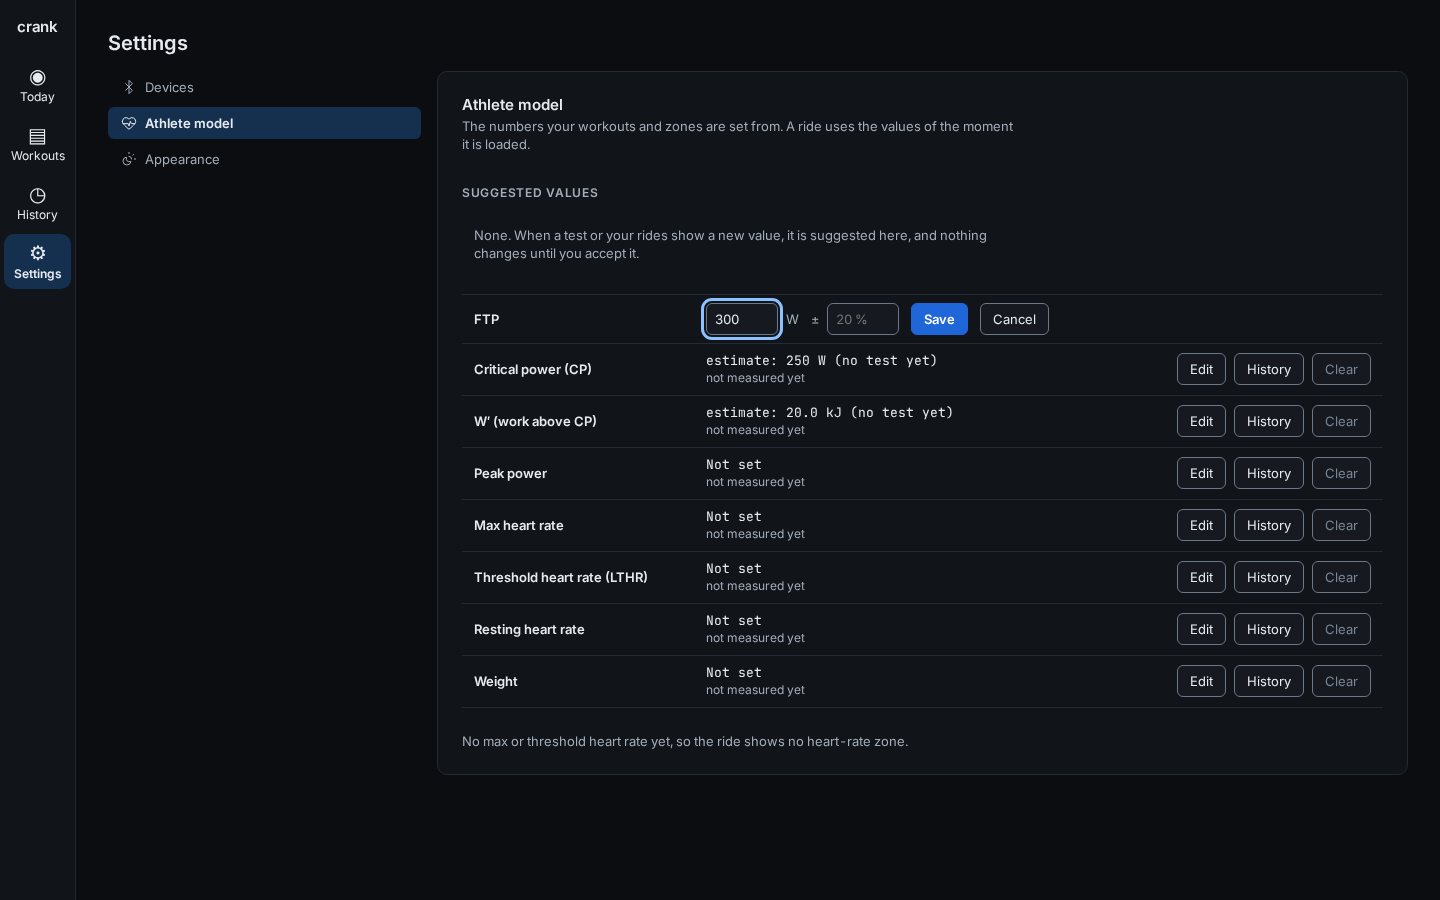 crank
Today
Workouts
History
Settings
Settings
Devices
Athlete model
Appearance
Athlete model
The numbers your workouts and zones are set from. A ride uses the values of the moment
it is loaded.
SUGGESTED VALUES
None. When a test or your rides show a new value, it is suggested here, and nothing
changes until you accept it.
FTP 300 W ± 20 % Save Cancel
Critical power (CP) estimate: 250 W (no test yet) Edit History Clear
not measured yet
W′ (work above CP) estimate: 20.0 kJ (no test yet) Edit History Clear
not measured yet
Peak power Not set Edit History Clear
not measured yet
Max heart rate Not set Edit History Clear
not measured yet
Threshold heart rate (LTHR) Not set Edit History Clear
not measured yet
Resting heart rate Not set Edit History Clear
not measured yet
Weight Not set Edit History Clear
not measured yet
No max or threshold heart rate yet, so the ride shows no heart-rate zone.